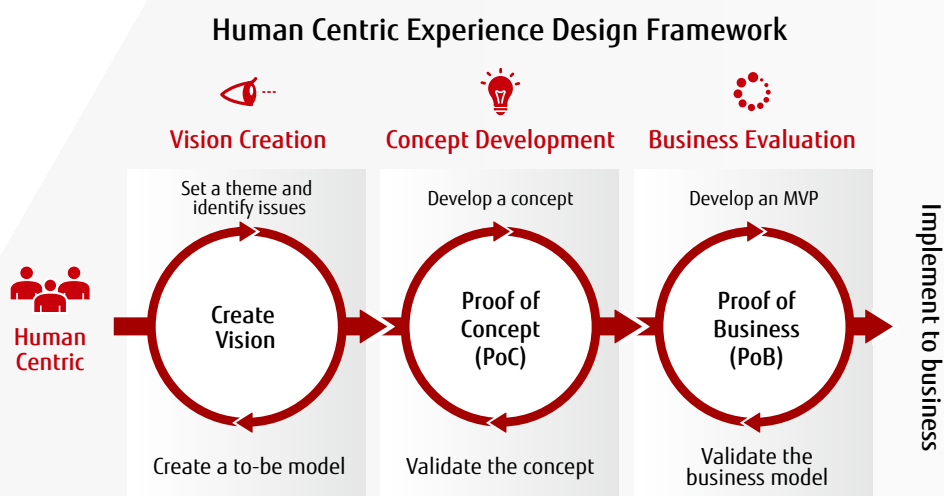 Human Centric Experience Design Framework
Vision Creation
Concept Development
Business Evaluation
Set a theme and
identify issues
Develop a concept
Develop an MVP
Human
Centric
Create
Vision
Proof of
Concept
(PoC)
Proof of
Business
(PoB)
Implement to business
Create a to-be model
Validate the concept
Validate the
business model